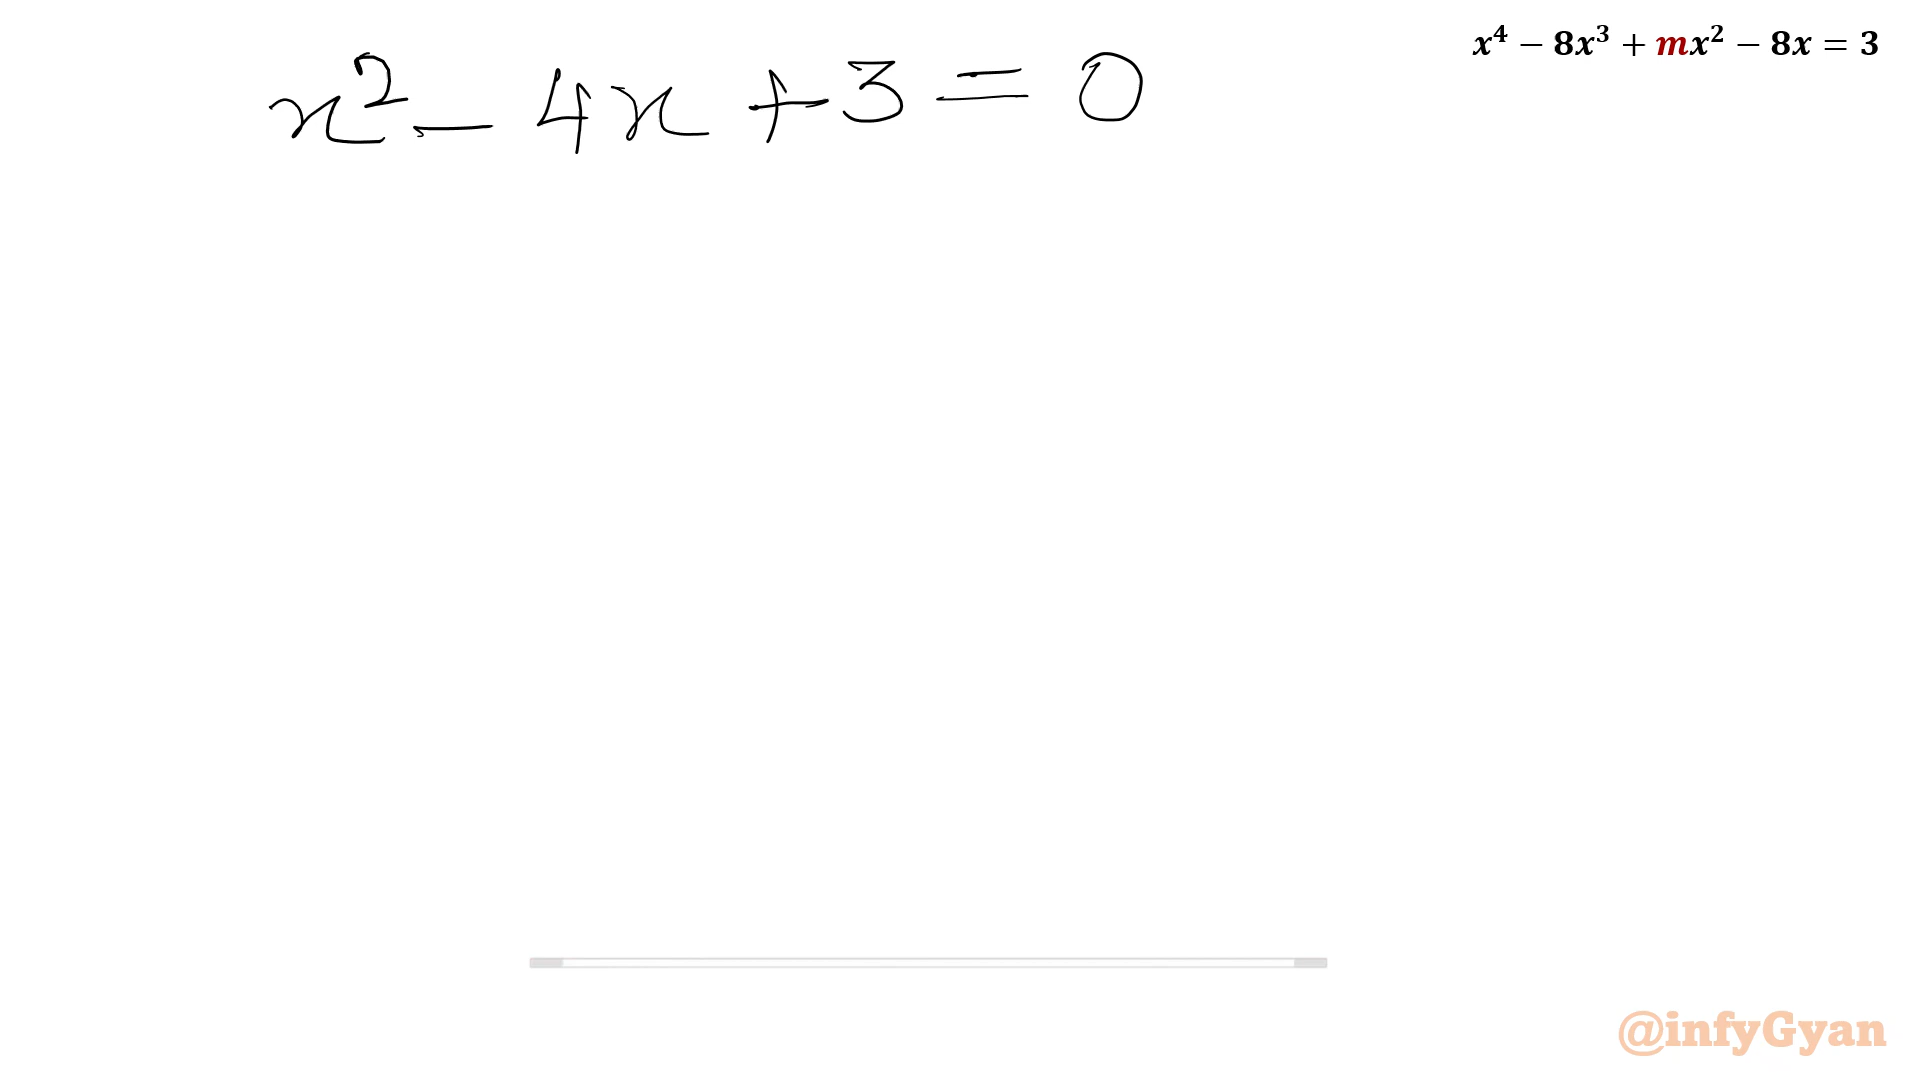 x² - 4x + 3 = 0
x⁴ − 8x³ + mx² − 8x = 3
@infyGyan